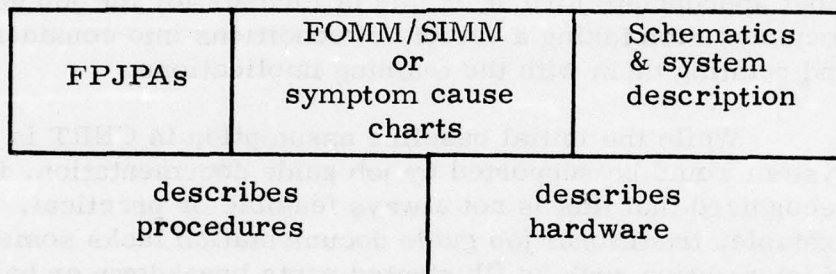 FPJPAs
FOMM/SIMM
or
symptom cause
charts
Schematics
& system
description
describes
procedures
describes
hardware